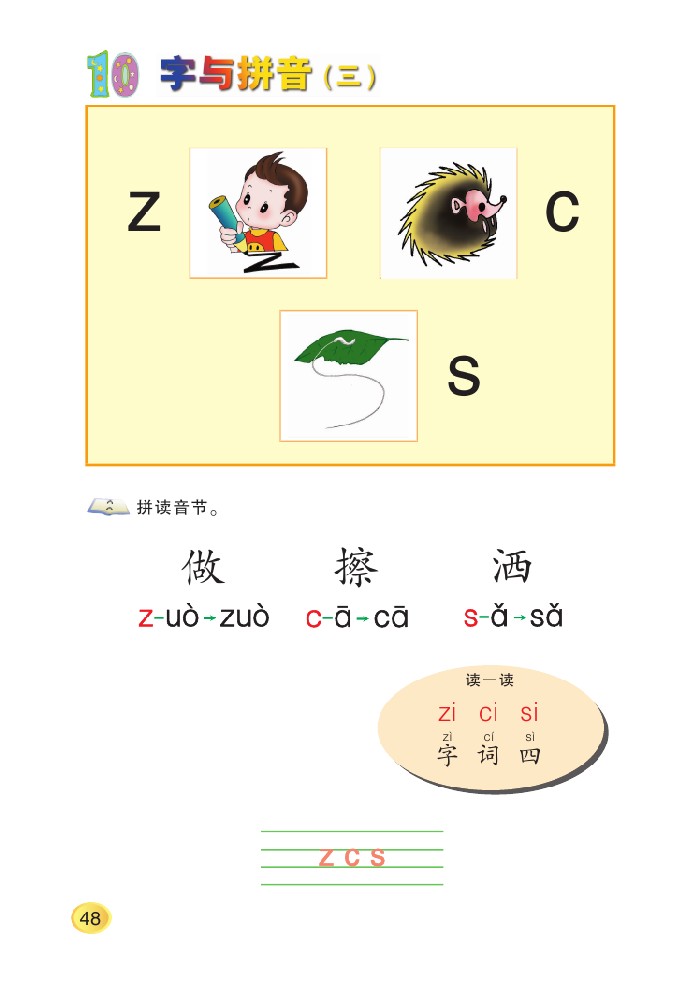 10 字与拼音（三）
z c
s
拼读音节。
做 擦 洒
z-uò→zuò c-ā→cā s-ǎ→sǎ
读一读
zi ci si
zì cí sì
字 词 四
z c s
48